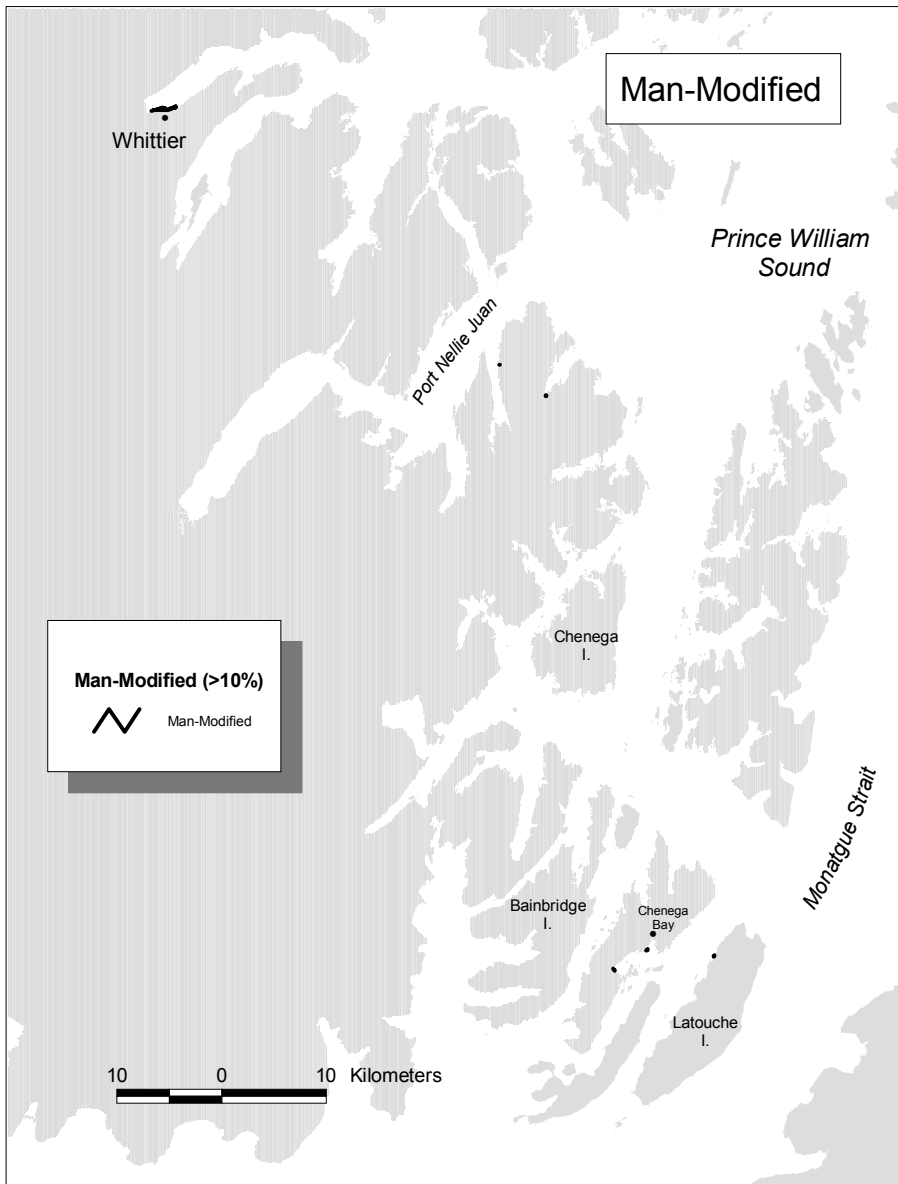 Man-Modified
Whittier
Prince William
Sound
Port Nellie Juan
Chenega
I.
Man-Modified (>10%)
Man-Modified
Monatgue Strait
Bainbridge
I.
Chenega
Bay
Latouche
I.
10 0 10 Kilometers